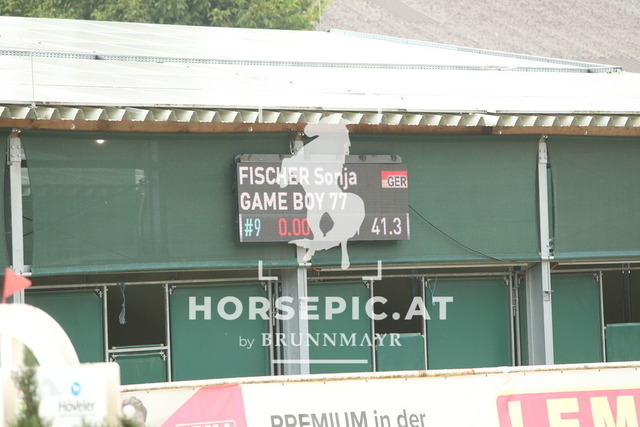 FISCHER Sonja GER
GAME BOY 77
#9 0.00 41.3
HORSEPIC.AT
by BRUNNMAYR
Höveler
PREMIUM in der
LEM